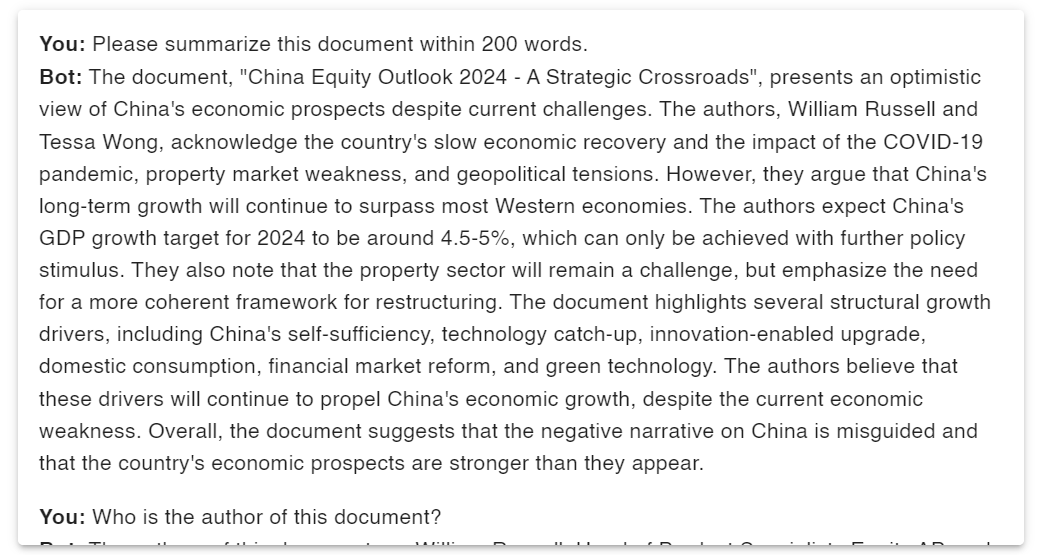 You: Please summarize this document within 200 words.
Bot: The document, "China Equity Outlook 2024 - A Strategic Crossroads", presents an optimistic
view of China's economic prospects despite current challenges. The authors, William Russell and
Tessa Wong, acknowledge the country's slow economic recovery and the impact of the COVID-19
pandemic, property market weakness, and geopolitical tensions. However, they argue that China's
long-term growth will continue to surpass most Western economies. The authors expect China's
GDP growth target for 2024 to be around 4.5-5%, which can only be achieved with further policy
stimulus. They also note that the property sector will remain a challenge, but emphasize the need
for a more coherent framework for restructuring. The document highlights several structural growth
drivers, including China's self-sufficiency, technology catch-up, innovation-enabled upgrade,
domestic consumption, financial market reform, and green technology. The authors believe that
these drivers will continue to propel China's economic growth, despite the current economic
weakness. Overall, the document suggests that the negative narrative on China is misguided and
that the country's economic prospects are stronger than they appear.
You: Who is the author of this document?